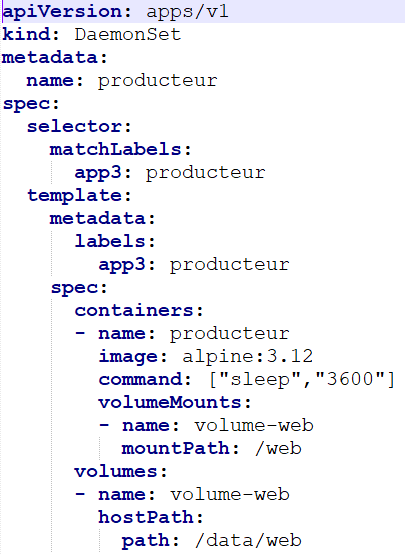 apiVersion: apps/v1
kind: DaemonSet
metadata:
  name: producteur
spec:
  selector:
    matchLabels:
      app3: producteur
  template:
    metadata:
      labels:
        app3: producteur
    spec:
      containers:
      - name: producteur
        image: alpine:3.12
        command: ["sleep","3600"]
        volumeMounts:
        - name: volume-web
          mountPath: /web
      volumes:
      - name: volume-web
        hostPath:
          path: /data/web